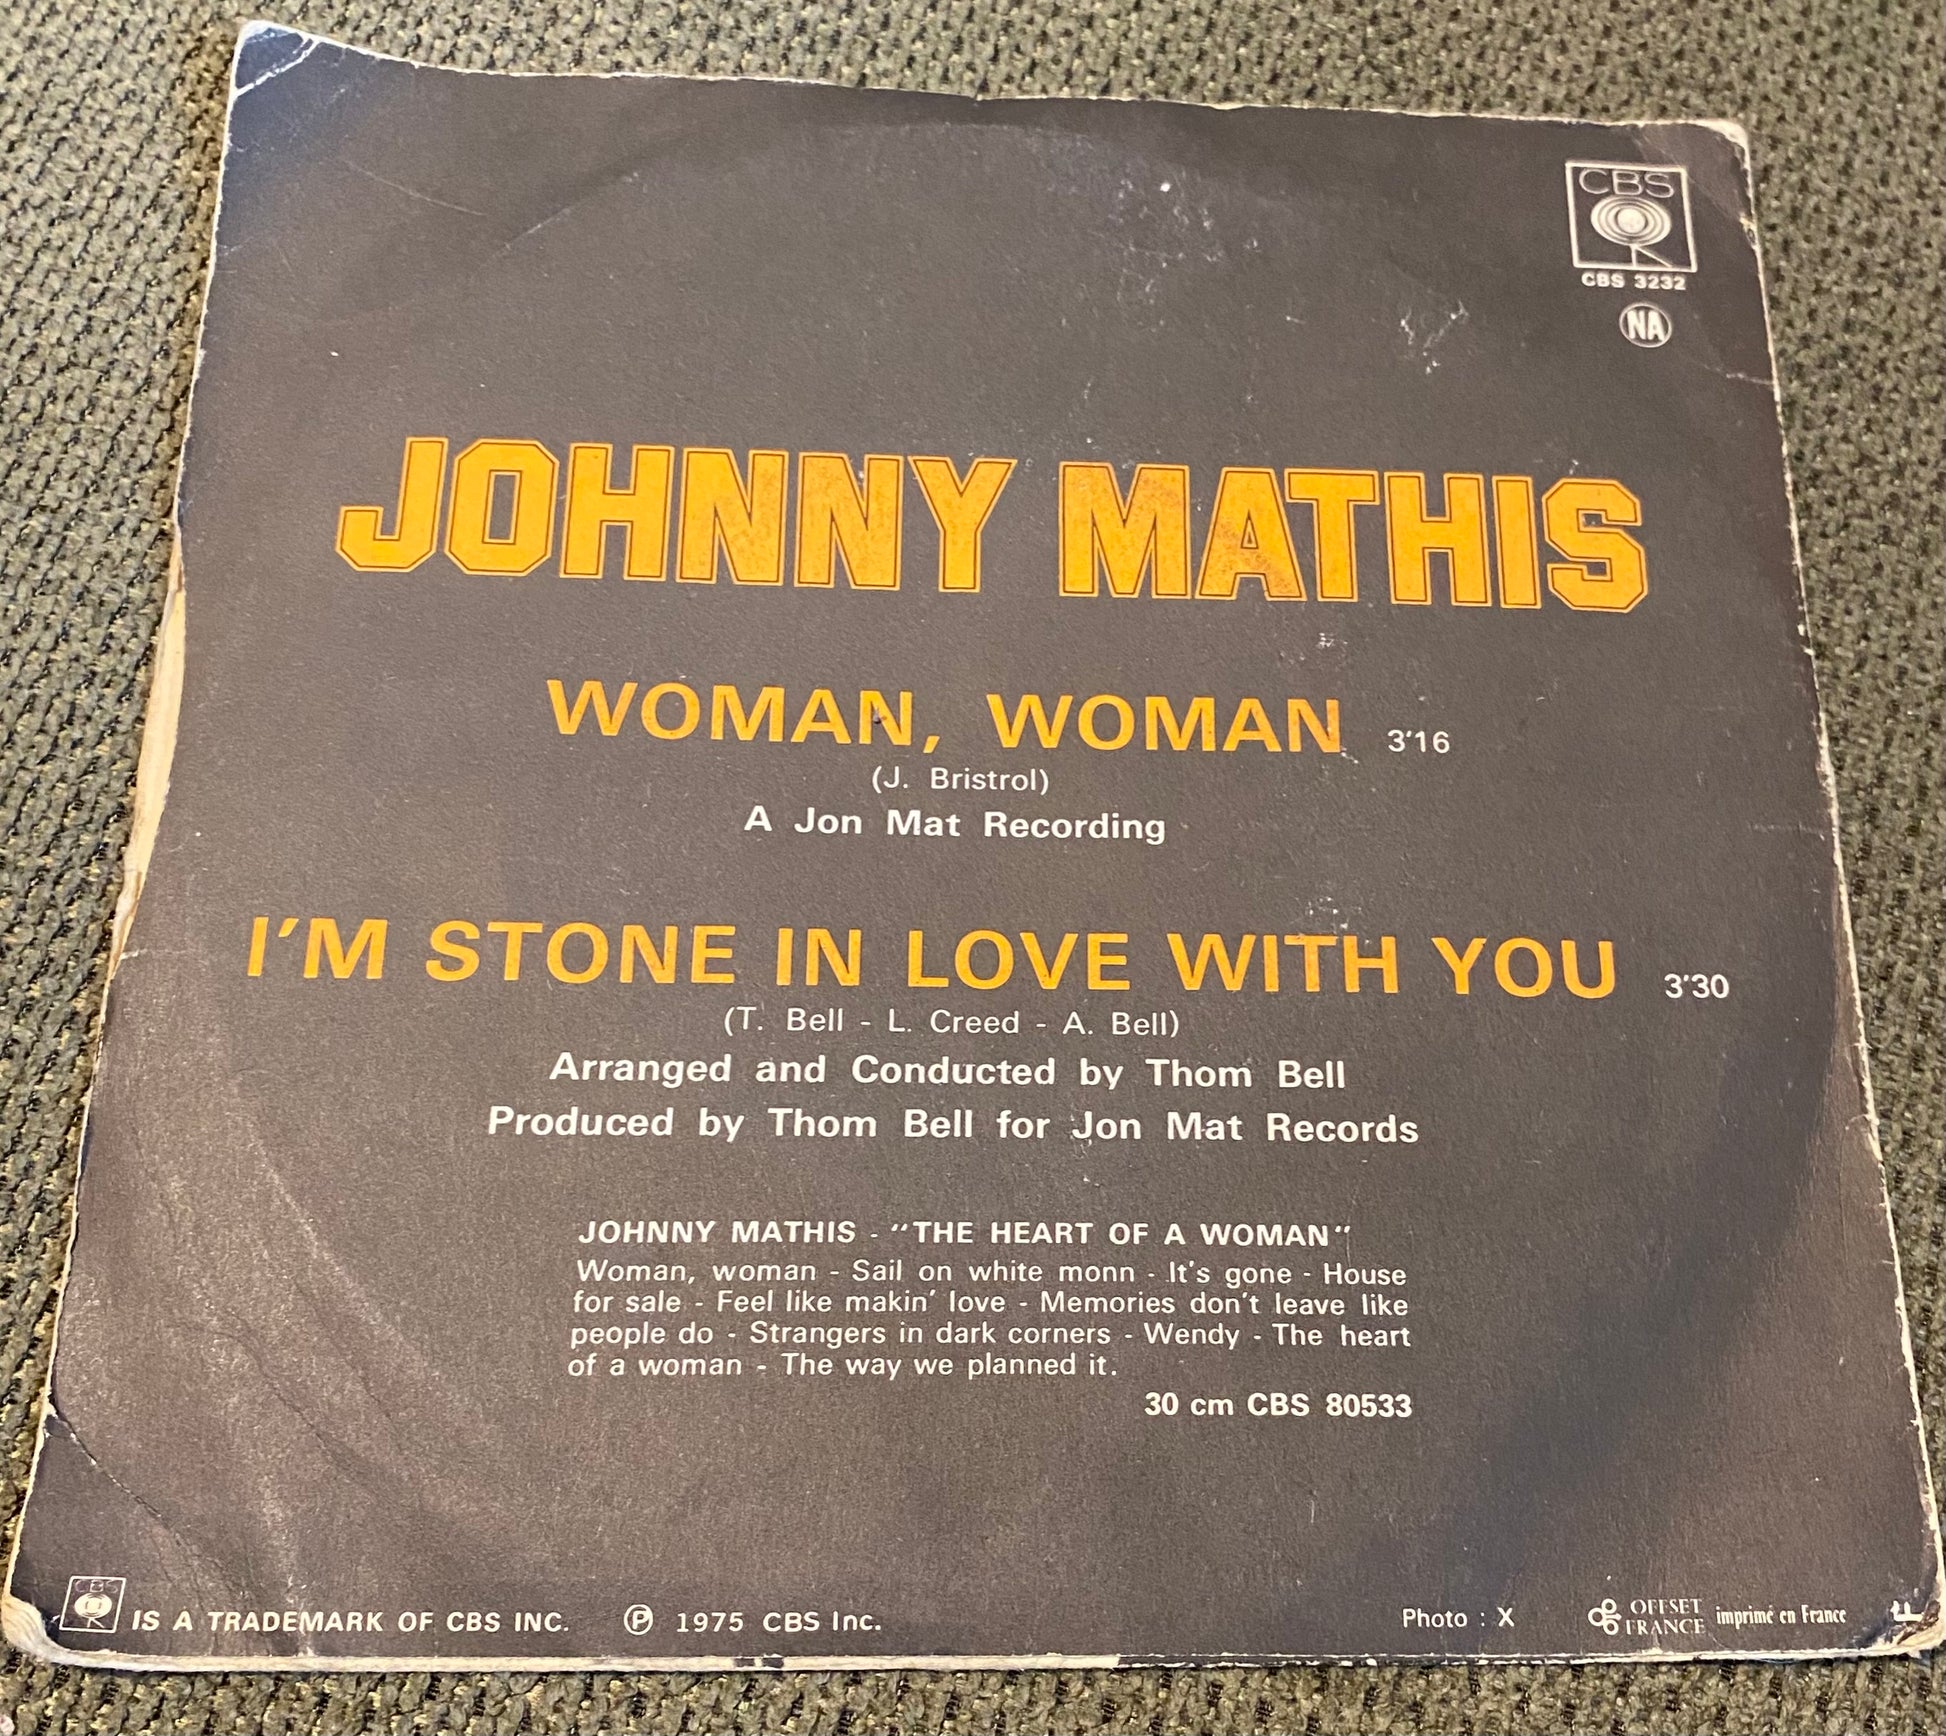 CBS
CBS 3232
NA
JOHNNY MATHIS
WOMAN, WOMAN 3'16
(J. Bristrol)
A Jon Mat Recording
I'M STONE IN LOVE WITH YOU 3'30
(T. Bell - L. Creed - A. Bell)
Arranged and Conducted by Thom Bell
Produced by Thom Bell for Jon Mat Records
JOHNNY MATHIS - "THE HEART OF A WOMAN"
Woman, woman - Sail on white monn - It's gone - House
for sale - Feel like makin' love - Memories don't leave like
people do - Strangers in dark corners - Wendy - The heart
of a woman - The way we planned it.
30 cm CBS 80533
CBS IS A TRADEMARK OF CBS INC. Ⓟ 1975 CBS Inc.
Photo : X
OFFSET
FRANCE imprimé en France